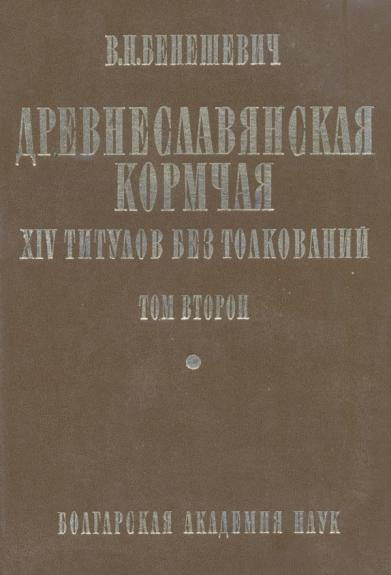 В.Н.БЕНЕШЕВИЧ
ДРЕВНЕСЛАВЯНСКАЯ
КОРМЧАЯ
XIV ТИТУЛОВ БЕЗ ТОЛКОВАНИЙ
ТОМ ВТОРОЙ
БОЛГАРСКАЯ АКАДЕМИЯ НАУК